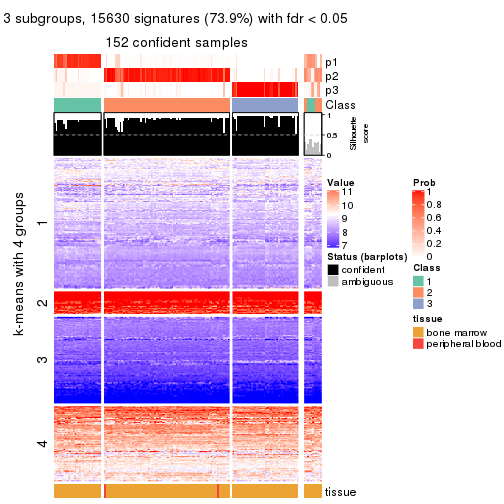 3 subgroups, 15630 signatures (73.9%) with fdr < 0.05
152 confident samples
p1
p2
p3
Class
1
0.5
0
Silhouette
score
k-means with 4 groups
1
2
3
4
tissue
Value
11
10
9
8
7
Status (barplots)
confident
ambiguous
Prob
1
0.8
0.6
0.4
0.2
0
Class
1
2
3
tissue
bone marrow
peripheral blood